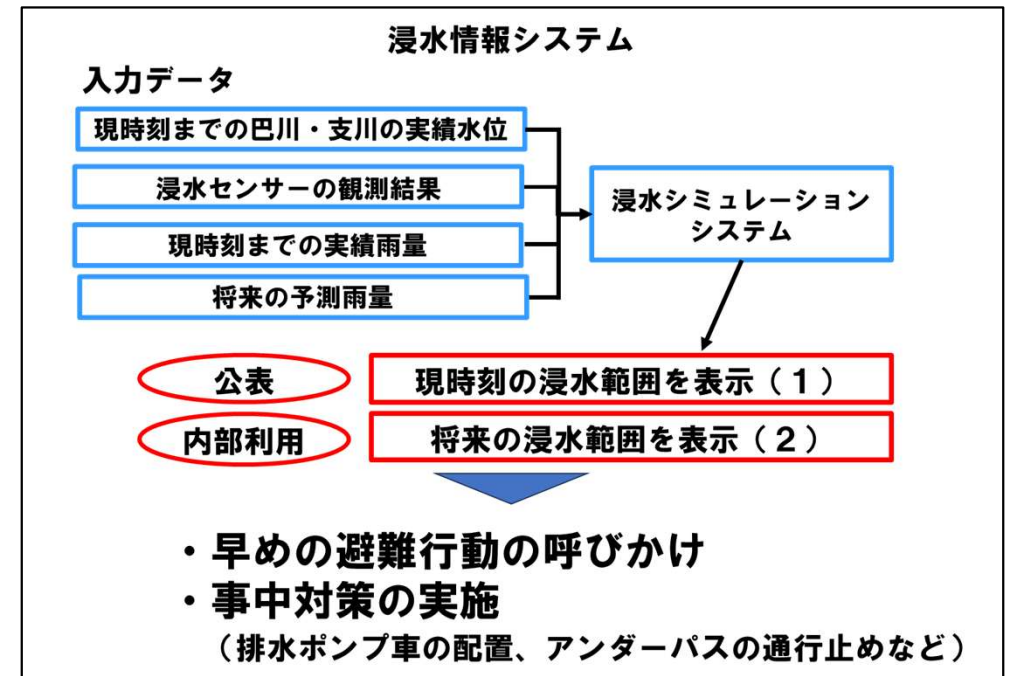 浸水情報システム
入力データ
現時刻までの巴川・支川の実績水位
浸水センサーの観測結果
現時刻までの実績雨量
将来の予測雨量
浸水シミュレーション
システム
公表
現時刻の浸水範囲を表示（１）
内部利用
将来の浸水範囲を表示（２）
・早めの避難行動の呼びかけ
・事中対策の実施
（排水ポンプ車の配置、アンダーパスの通行止めなど）